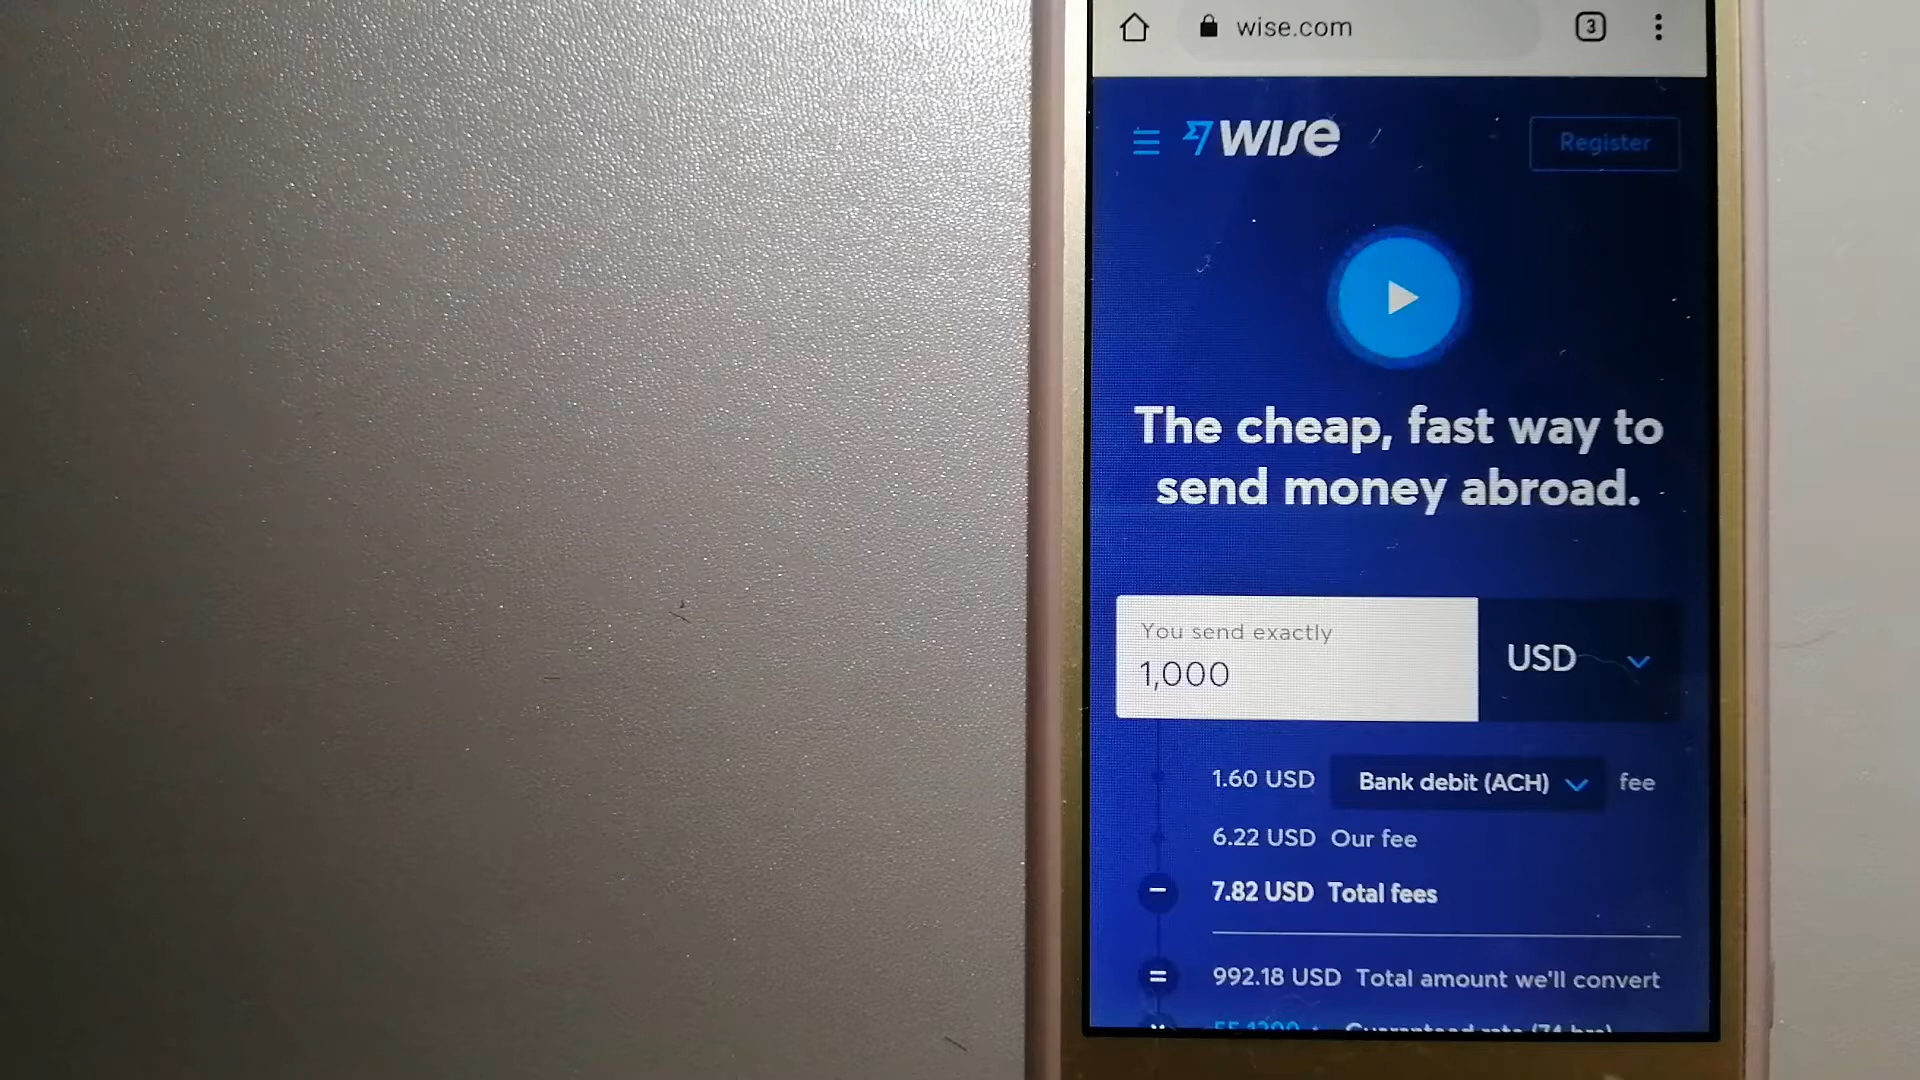 wise.com
3
wise
Register
The cheap, fast way to
send money abroad.
You send exactly
1,000
USD
1.60 USD Bank debit (ACH) fee
6.22 USD Our fee
7.82 USD Total fees
992.18 USD Total amount we'll convert